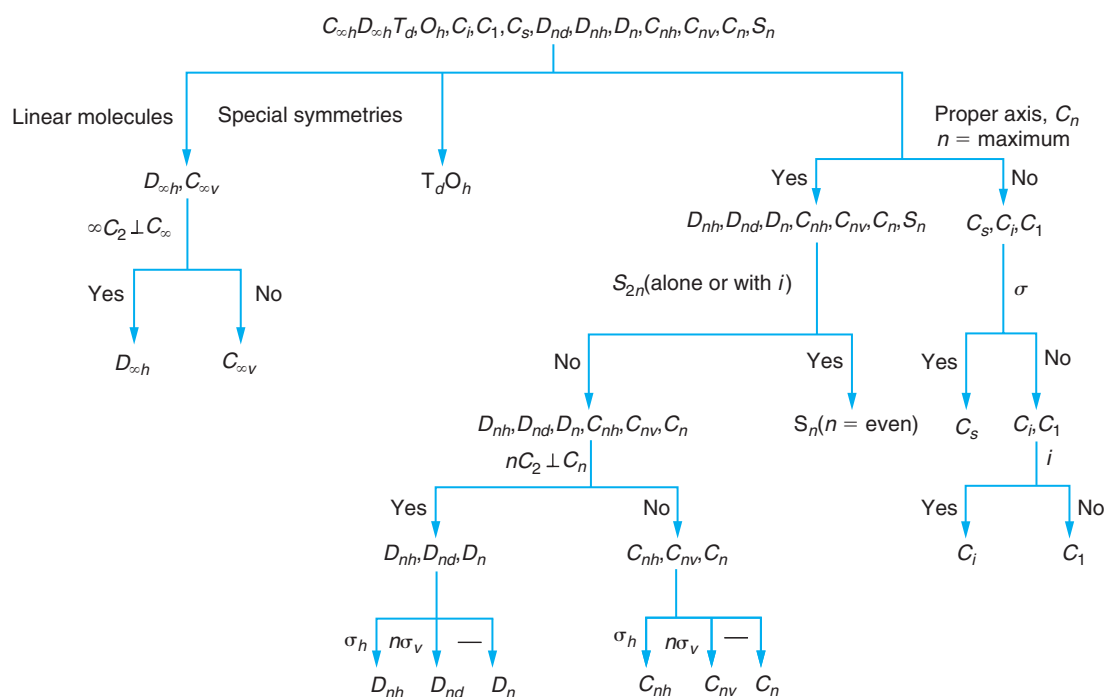 C∞hD∞hTd,Oh,Ci,C1,Cs,Dnd,Dnh,Dn,Cnh,Cnv,Cn,Sn
Linear molecules
Special symmetries
Proper axis, Cn
n = maximum
Yes
No
D∞h,C∞v
TdOh
Dnh,Dnd,Dn,Cnh,Cnv,Cn,Sn
Cs,Ci,C1
∞C2⊥C∞
S2n(alone or with i)
σ
Yes
No
D∞h
C∞v
No
Yes
Yes
No
Dnh,Dnd,Dn,Cnh,Cnv,Cn
Sn(n = even)
Cs
Ci,C1
nC2⊥Cn
i
Yes
No
Yes
No
Dnh,Dnd,Dn
Cnh,Cnv,Cn
Ci
C1
σh
nσv
—
σh
nσv
—
Dnh
Dnd
Dn
Cnh
Cnv
Cn